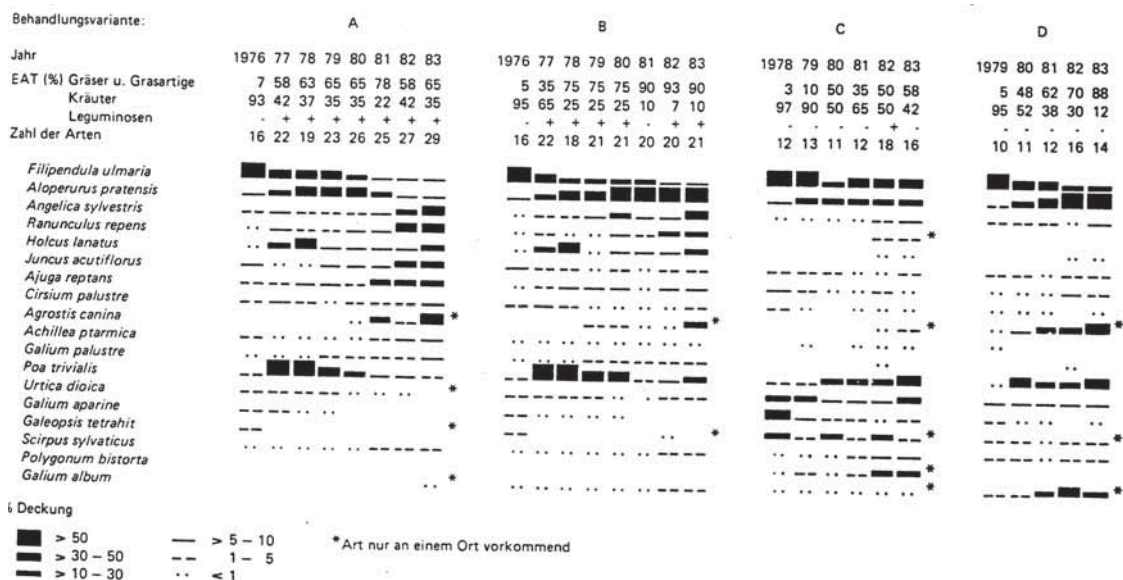 Behandlungsvariante: A B C D
Jahr 1976 77 78 79 80 81 82 83 1976 77 78 79 80 81 82 83 1978 79 80 81 82 83 1979 80 81 82 83
EAT (%) Gräser u. Grasartige 7 58 63 65 65 78 58 65 5 35 75 75 75 90 93 90 3 10 50 35 50 58 5 48 62 70 88
Kräuter 93 42 37 35 35 22 42 35 95 65 25 25 25 10 7 10 97 90 50 65 50 42 95 52 38 30 12
Leguminosen - + + + + + + + - + + + + - + + - - - - + - - - - - -
Zahl der Arten 16 22 19 23 26 25 27 29 16 22 18 21 21 20 20 21 12 13 11 12 18 16 10 11 12 16 14
Filipendula ulmaria
Aloperurus pratensis
Angelica sylvestris
Ranunculus repens *
Holcus lanatus
Juncus acutiflorus
Ajuga reptans
Cirsium palustre
Agrostis canina * * * *
Achillea ptarmica
Galium palustre
Poa trivialis
Urtica dioica *
Galium aparine
Galeopsis tetrahit *
Scirpus sylvaticus * * *
Polygonum bistorta
Galium album * * * *
% Deckung
> 50 > 5 – 10 *Art nur an einem Ort vorkommend
> 30 – 50 1 – 5
> 10 – 30 < 1